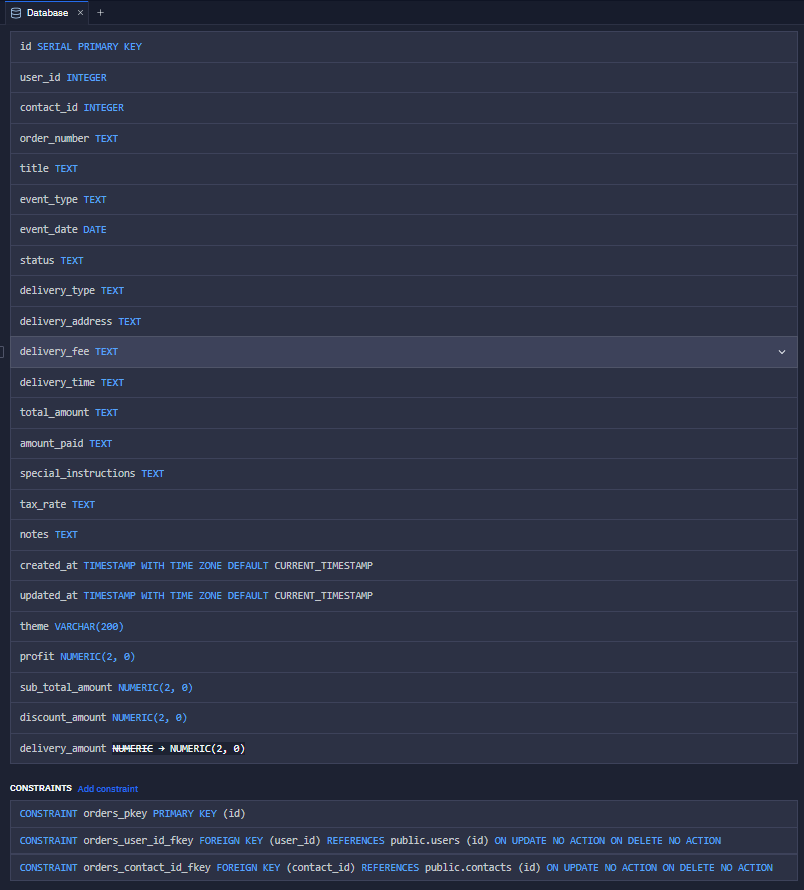 Database × +
id SERIAL PRIMARY KEY
user_id INTEGER
contact_id INTEGER
order_number TEXT
title TEXT
event_type TEXT
event_date DATE
status TEXT
delivery_type TEXT
delivery_address TEXT
delivery_fee TEXT
delivery_time TEXT
total_amount TEXT
amount_paid TEXT
special_instructions TEXT
tax_rate TEXT
notes TEXT
created_at TIMESTAMP WITH TIME ZONE DEFAULT CURRENT_TIMESTAMP
updated_at TIMESTAMP WITH TIME ZONE DEFAULT CURRENT_TIMESTAMP
theme VARCHAR(200)
profit NUMERIC(2, 0)
sub_total_amount NUMERIC(2, 0)
discount_amount NUMERIC(2, 0)
delivery_amount NUMERIC → NUMERIC(2, 0)
CONSTRAINTS Add constraint
CONSTRAINT orders_pkey PRIMARY KEY (id)
CONSTRAINT orders_user_id_fkey FOREIGN KEY (user_id) REFERENCES public.users (id) ON UPDATE NO ACTION ON DELETE NO ACTION
CONSTRAINT orders_contact_id_fkey FOREIGN KEY (contact_id) REFERENCES public.contacts (id) ON UPDATE NO ACTION ON DELETE NO ACTION